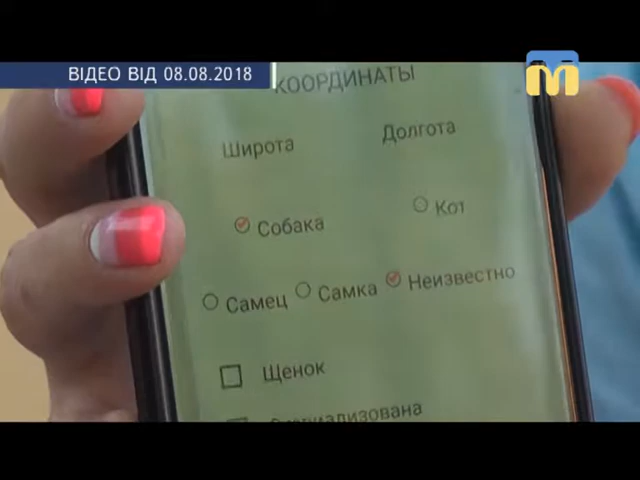 ВІДЕО ВІД 08.08.2018
М
КООРДИНАТЫ
Широта Долгота
Собака Кот
Самец Самка Неизвестно
Щенок